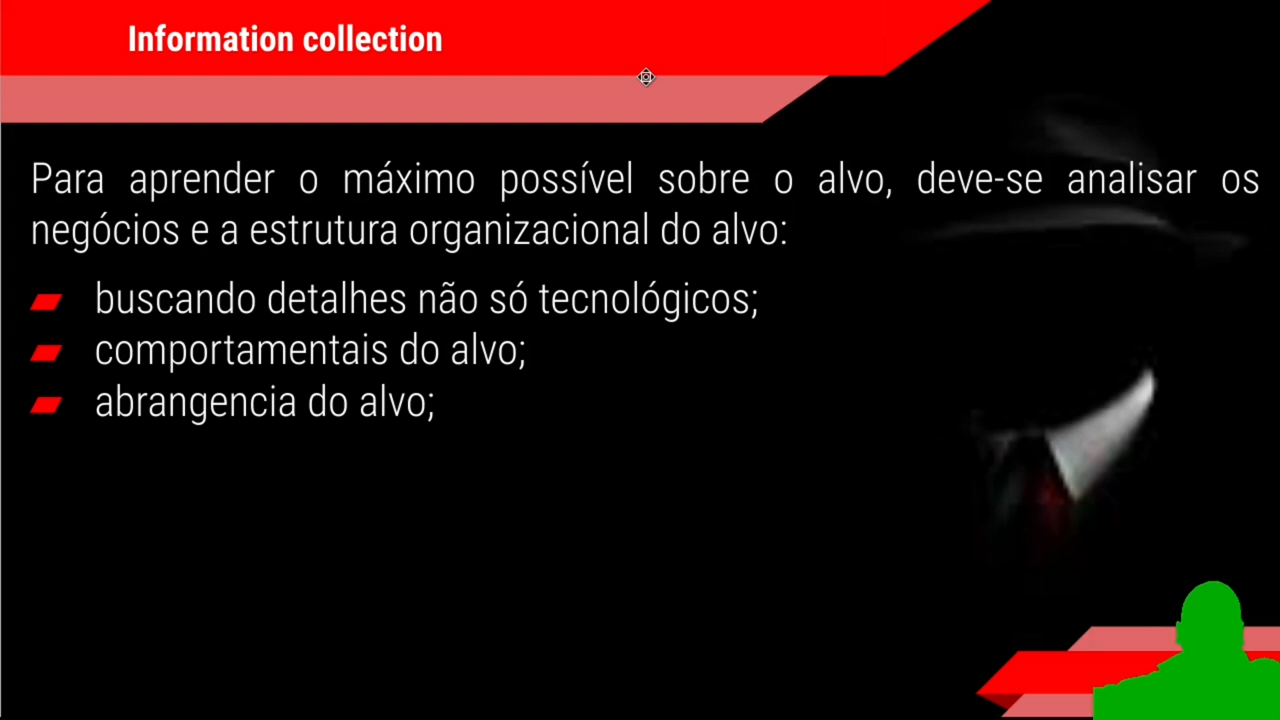 Information collection
Para aprender o máximo possível sobre o alvo, deve-se analisar os
negócios e a estrutura organizacional do alvo:
buscando detalhes não só tecnológicos;
comportamentais do alvo;
abrangencia do alvo;